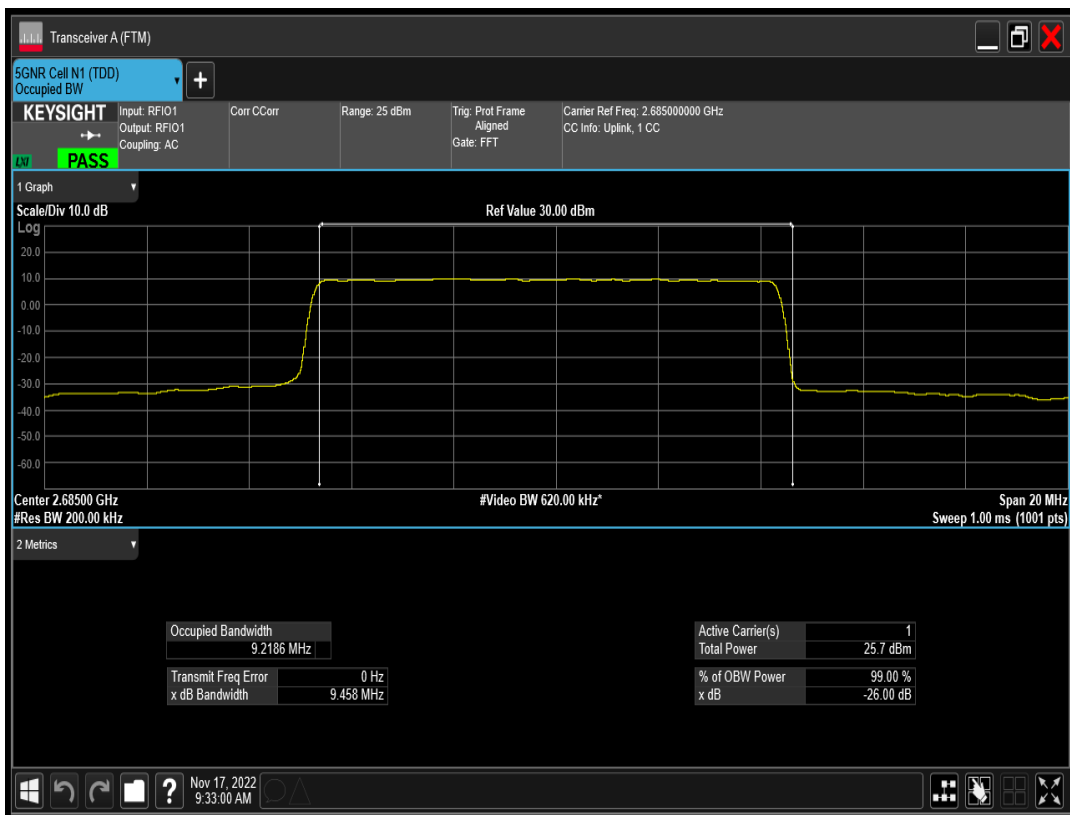 Transceiver A (FTM)
5GNR Cell N1 (TDD)
Occupied BW
+
KEYSIGHT
LXI
PASS
Input: RFIO1
Output: RFIO1
Coupling: AC
Corr CCorr
Range: 25 dBm
Trig: Prot Frame
Aligned
Gate: FFT
Carrier Ref Freq: 2.685000000 GHz
CC Info: Uplink, 1 CC
1 Graph
Scale/Div 10.0 dB
Ref Value 30.00 dBm
Log
20.0
10.0
0.00
-10.0
-20.0
-30.0
-40.0
-50.0
-60.0
Center 2.68500 GHz
#Video BW 620.00 kHz*
Span 20 MHz
#Res BW 200.00 kHz
Sweep 1.00 ms (1001 pts)
2 Metrics
Occupied Bandwidth
9.2186 MHz
Transmit Freq Error 0 Hz
x dB Bandwidth 9.458 MHz
Active Carrier(s) 1
Total Power 25.7 dBm
% of OBW Power 99.00 %
x dB -26.00 dB
?
Nov 17, 2022
9:33:00 AM